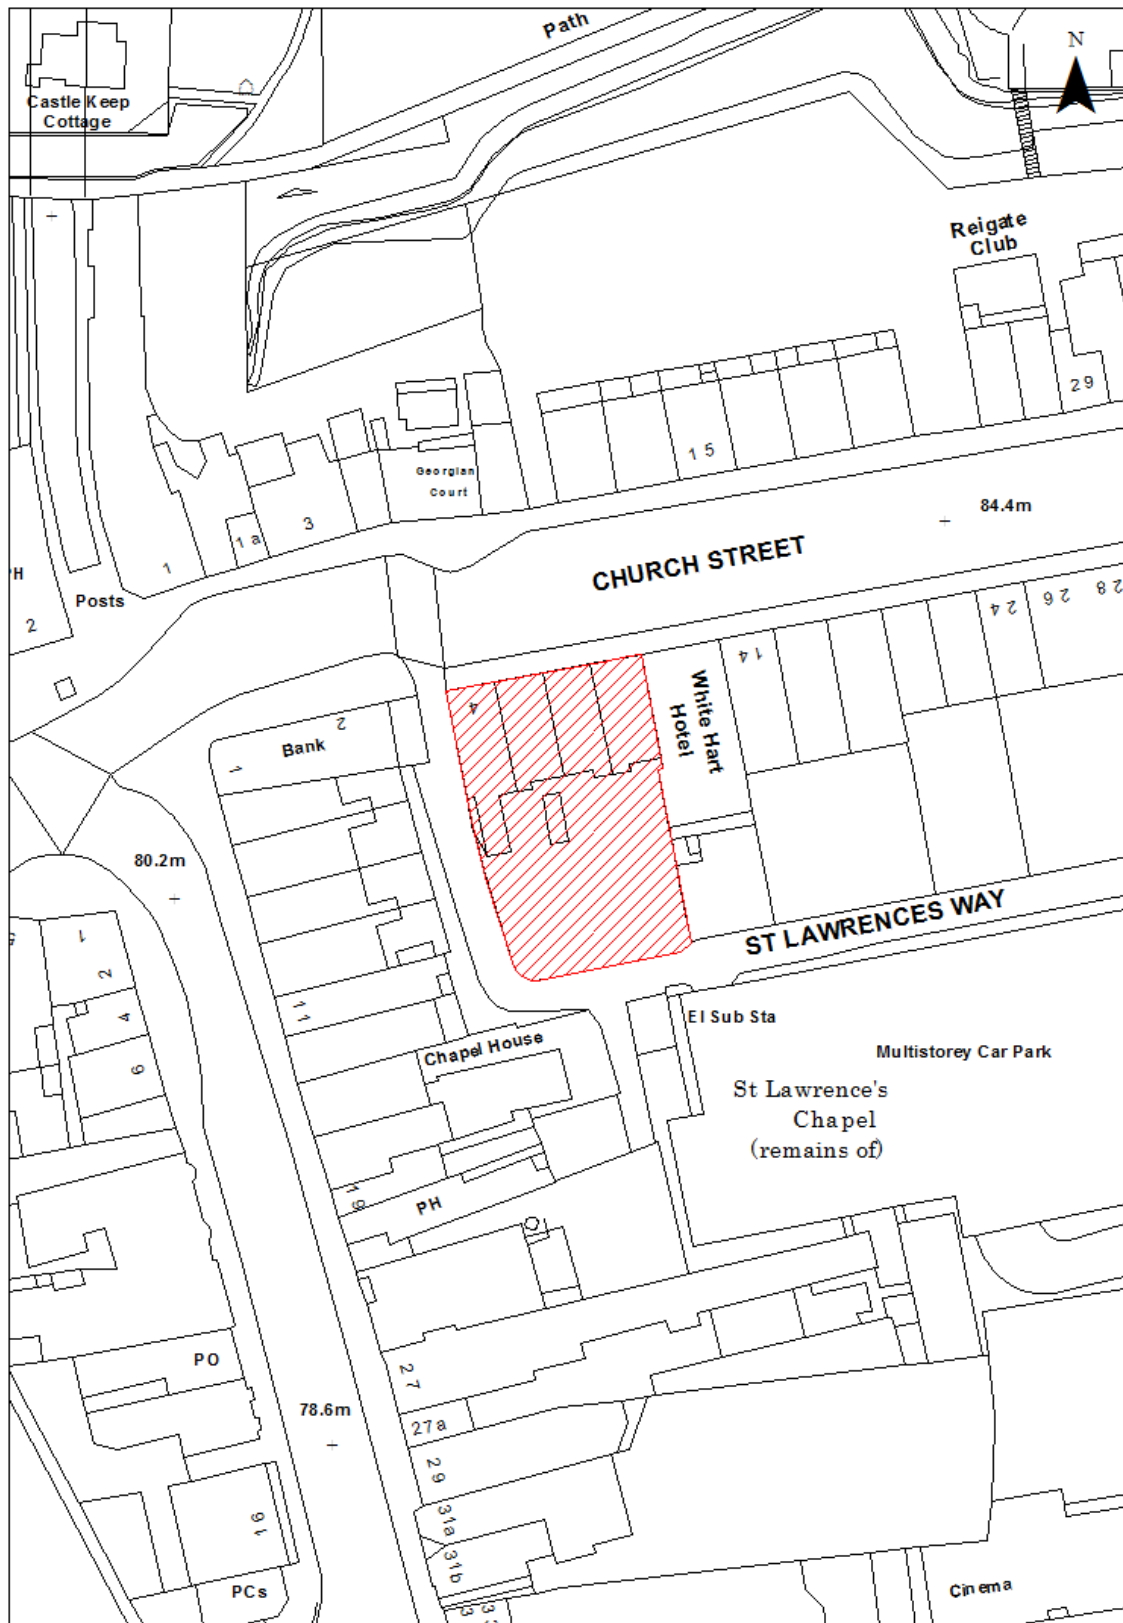 Path
N
Castle Keep
Cottage
Reigate
Club
29
15
Georgian
Court
84.4m
3
1a
1
CHURCH STREET
Posts
2
24
26
28
14
4
White Hart
Hotel
2
Bank
1
80.2m
ST LAWRENCES WAY
1
2
4
6
11
El Sub Sta
Chapel House
Multistorey Car Park
St Lawrence's
Chapel
(remains of)
19
PH
PO
27
78.6m
27a
29
31a
16
31b
PCs
Cinema